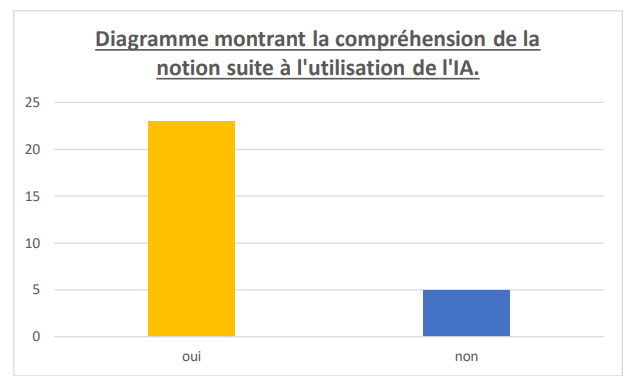 Diagramme montrant la compréhension de la
notion suite à l'utilisation de l'IA.
25
20
15
10
5
0
oui
non